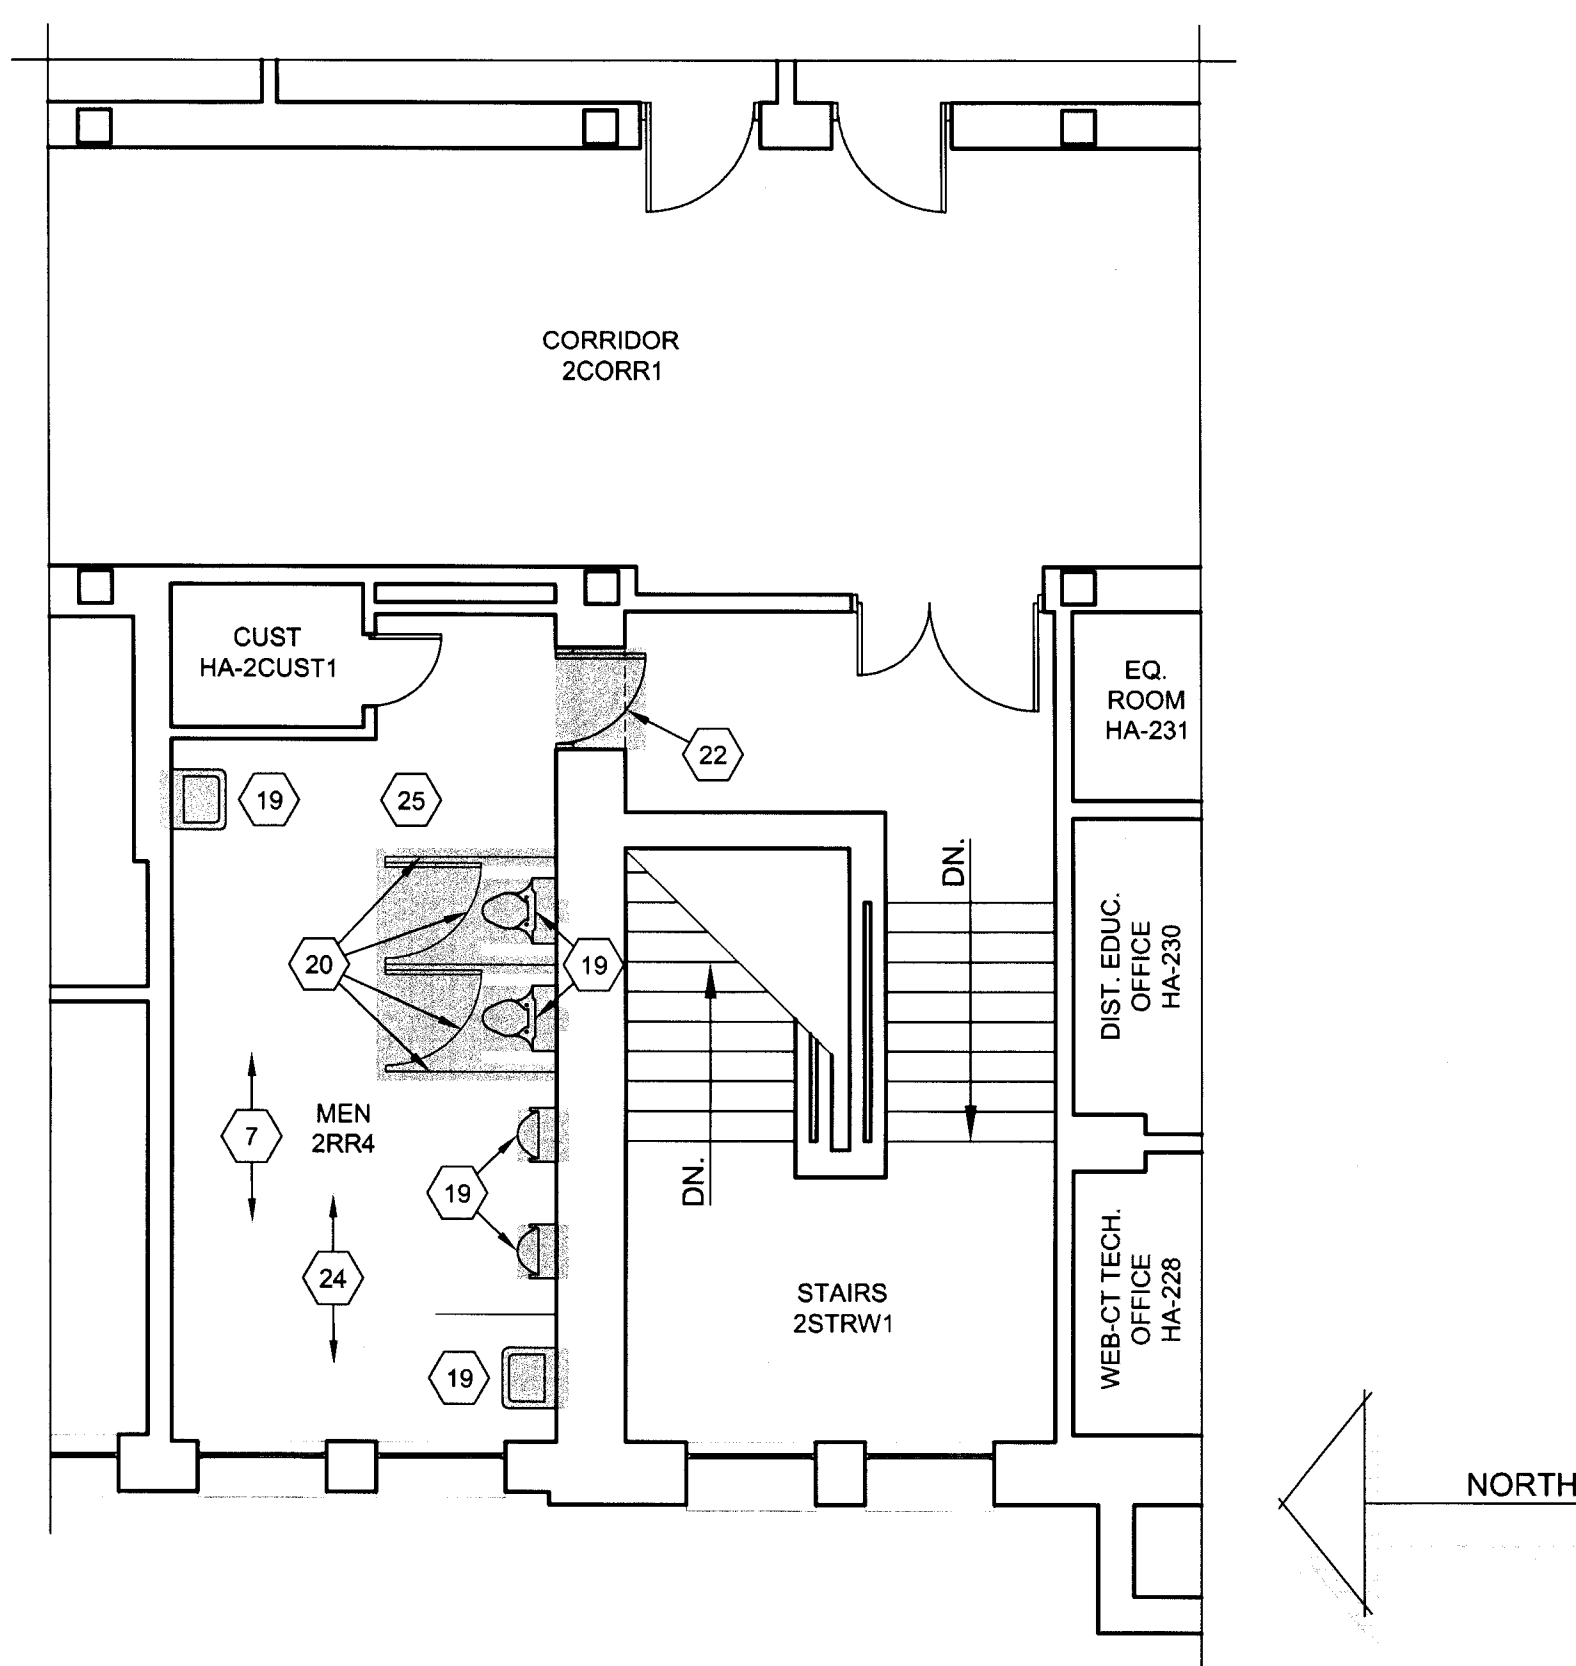 CORRIDOR
2CORR1
CUST
HA-2CUST1
EQ.
ROOM
HA-231
22
19
25
DN.
DIST. EDUC.
OFFICE
HA-230
20
19
MEN
2RR4
7
19
DN.
24
STAIRS
2STRW1
WEB-CT TECH.
OFFICE
HA-228
19
NORTH